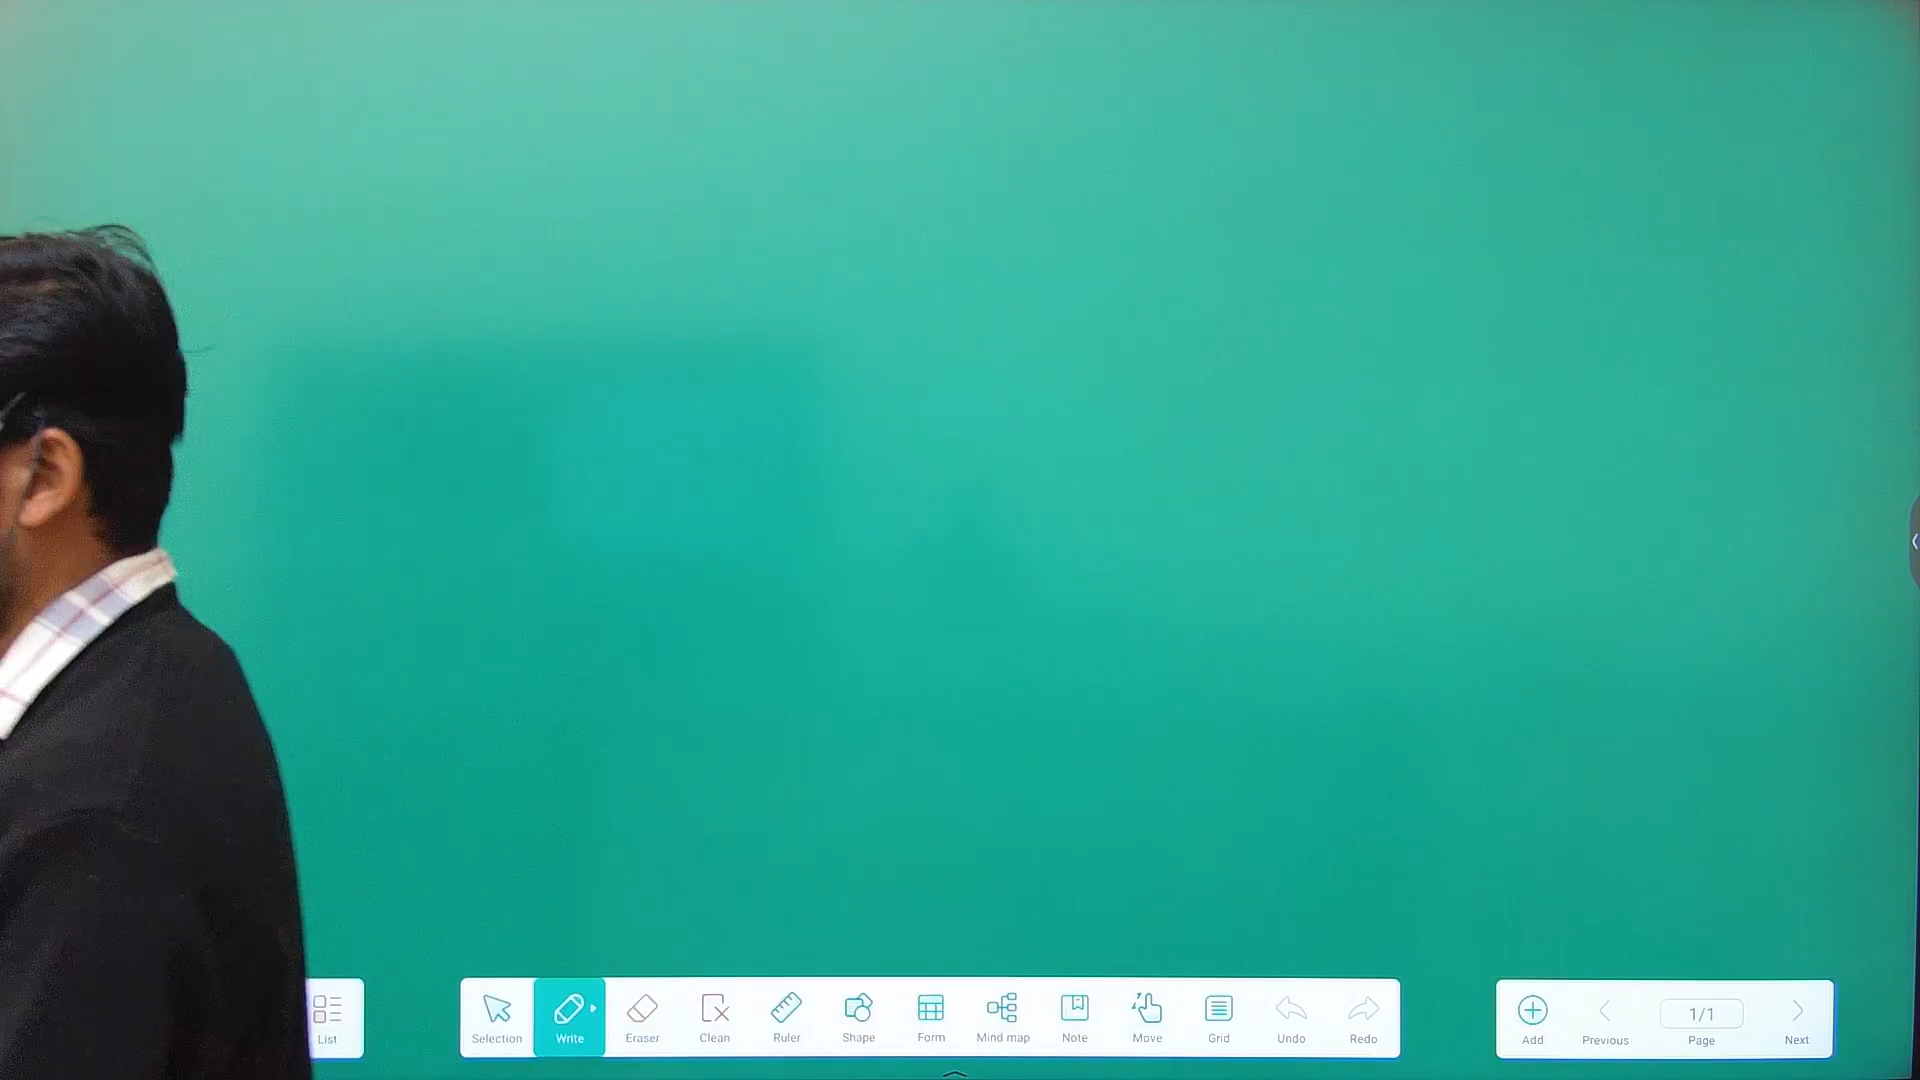 List
Selection Write Eraser Clean Ruler Shape Form Mind map Note Move Grid Undo Redo
Add Previous 1/1 Page Next